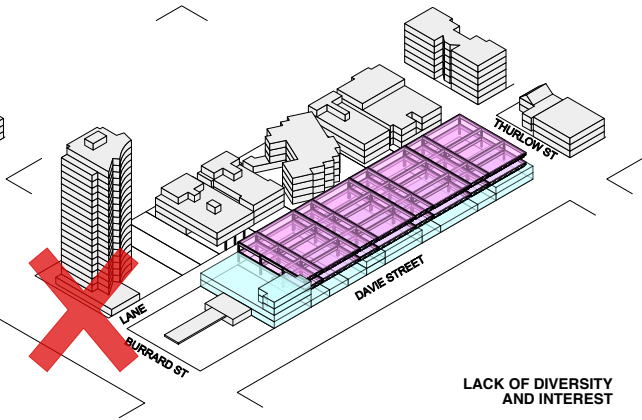 THURLOW ST
DAVIE STREET
LANE
BURRARD ST
LACK OF DIVERSITY
AND INTEREST